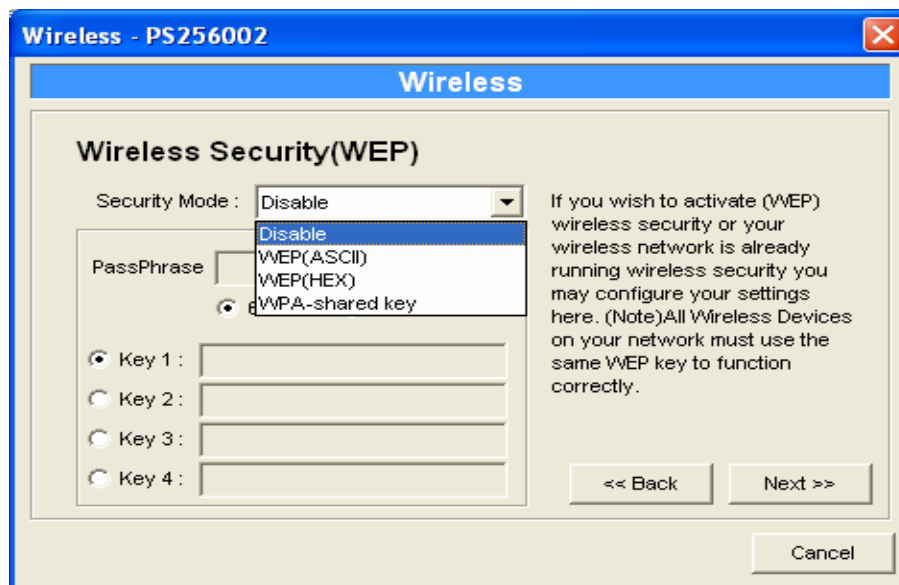 Wireless - PS256002
Wireless
Wireless Security(WEP)
Security Mode :
Disable
Disable
WEP(ASCII)
WEP(HEX)
WPA-shared key
PassPhrase
Key 1 :
Key 2 :
Key 3 :
Key 4 :
If you wish to activate (WEP)
wireless security or your
wireless network is already
running wireless security you
may configure your settings
here. (Note)All Wireless Devices
on your network must use the
same WEP key to function
correctly.
<< Back
Next >>
Cancel